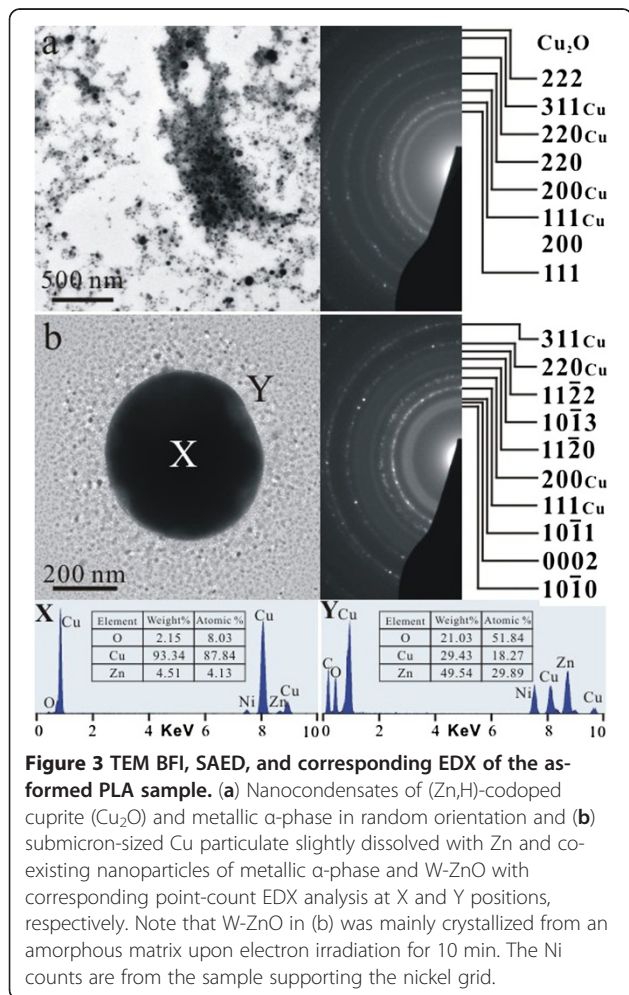 a
500 nm
Cu₂O
222
311Cu
220Cu
220
200Cu
111Cu
200
111
b
X
Y
200 nm
311Cu
220Cu
112̄2
101̄3
112̄0
200Cu
111Cu
101̄1
0002
101̄0
X
Cu
Element Weight% Atomic %
O 2.15 8.03
Cu 93.34 87.84
Zn 4.51 4.13
Cu
O
Ni
Zn
Cu
0 2 4 6 8 10
KeV
Y
Cu
C
O
Element Weight% Atomic %
O 21.03 51.84
Cu 29.43 18.27
Zn 49.54 29.89
Ni
Cu
Zn
Cu
0 2 4 6 8 10
KeV
Figure 3 TEM BFI, SAED, and corresponding EDX of the as-
formed PLA sample. (a) Nanocondensates of (Zn,H)-codoped
cuprite (Cu₂O) and metallic α-phase in random orientation and (b)
submicron-sized Cu particulate slightly dissolved with Zn and co-
existing nanoparticles of metallic α-phase and W-ZnO with
corresponding point-count EDX analysis at X and Y positions,
respectively. Note that W-ZnO in (b) was mainly crystallized from an
amorphous matrix upon electron irradiation for 10 min. The Ni
counts are from the sample supporting the nickel grid.